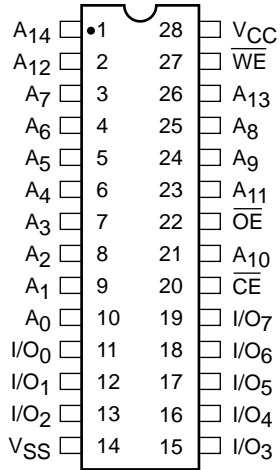 A14 1 28 VCC
A12 2 27 WE
A7 3 26 A13
A6 4 25 A8
A5 5 24 A9
A4 6 23 A11
A3 7 22 OE
A2 8 21 A10
A1 9 20 CE
A0 10 19 I/O7
I/O0 11 18 I/O6
I/O1 12 17 I/O5
I/O2 13 16 I/O4
VSS 14 15 I/O3